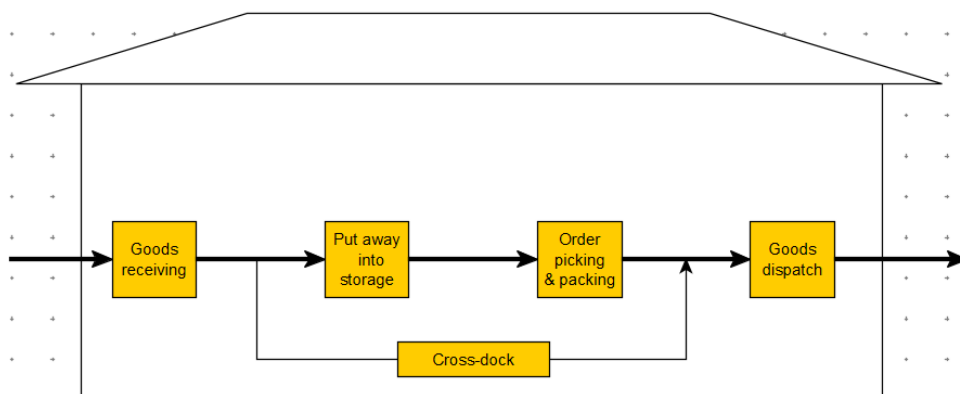 Goods
receiving
Put away
into
storage
Order
picking
& packing
Goods
dispatch
Cross-dock